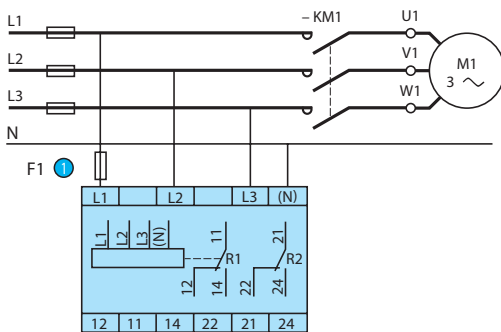 L1
– KM1
U1
L2
V1
M1
3
L3
W1
N
F1 1
L1 L2 L3 (N)
L1
L2
L3
(N)
11
21
R1
R2
12
14
22
24
12 11 14 22 21 24